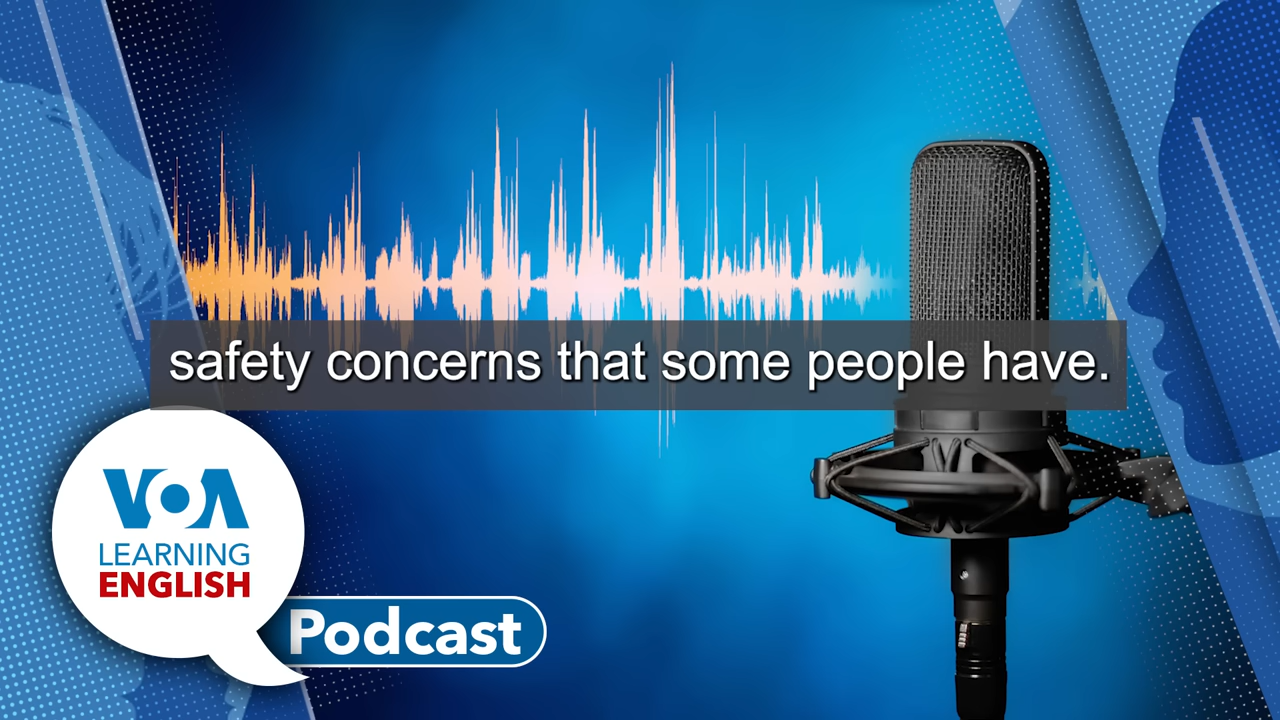 safety concerns that some people have.
VOA
LEARNING
ENGLISH
Podcast